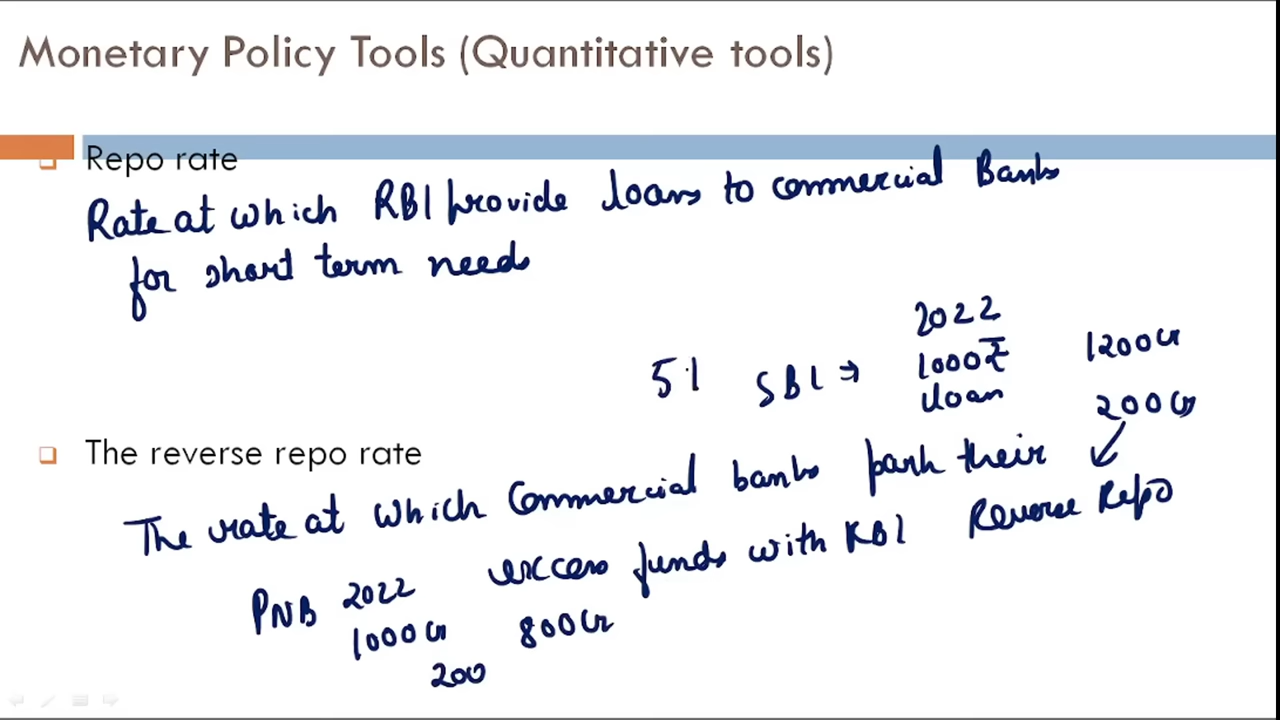 Monetary Policy Tools (Quantitative tools)
Repo rate
Rate at which RBI provide loans to commercial Banks
for short term needs
2022
5% SBI ⇒ 1000₹ 1200Cr
loan 200Cr
The reverse repo rate
The rate at which Commercial banks park their
excess funds with RBI Reverse Repo
PNB 2022
1000Cr 800Cr
200